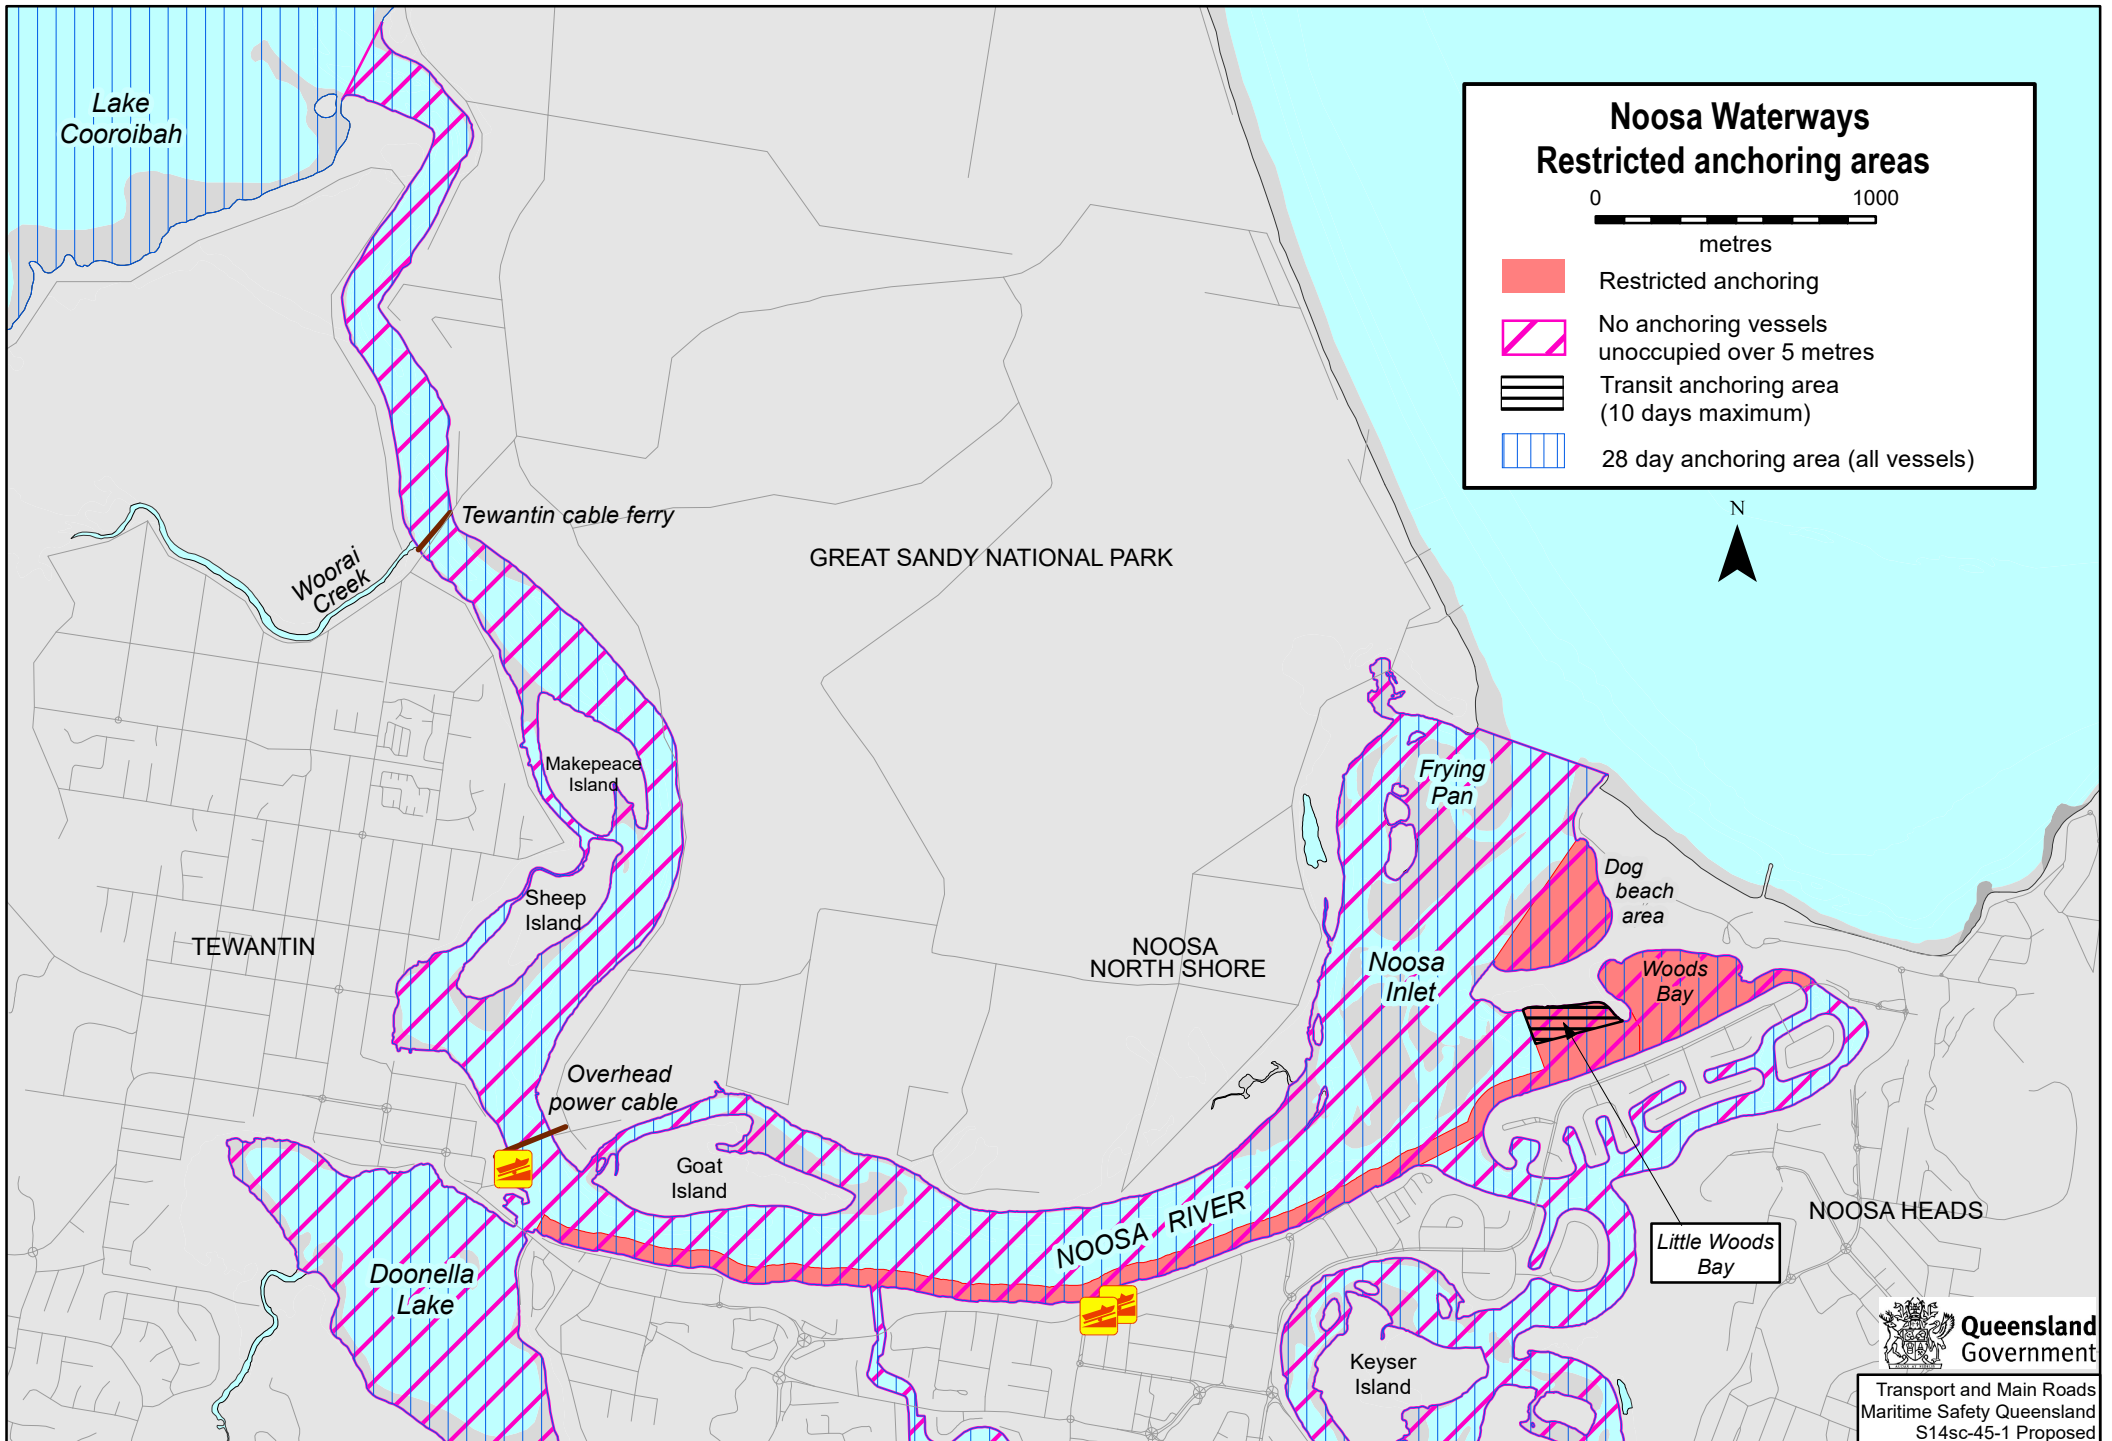 Noosa Waterways
Restricted anchoring areas
0 1000
metres
Restricted anchoring
No anchoring vessels
unoccupied over 5 metres
Transit anchoring area
(10 days maximum)
28 day anchoring area (all vessels)
N
Lake
Cooroibah
Tewantin cable ferry
Woorai
Creek
GREAT SANDY NATIONAL PARK
Makepeace
Island
Frying
Pan
Dog
beach
area
Sheep
Island
TEWANTIN
NOOSA
NORTH SHORE
Noosa
Inlet
Woods
Bay
Overhead
power cable
Goat
Island
NOOSA RIVER
NOOSA HEADS
Little Woods
Bay
Doonella
Lake
Keyser
Island
Queensland
Government
Transport and Main Roads
Maritime Safety Queensland
S14sc-45-1 Proposed